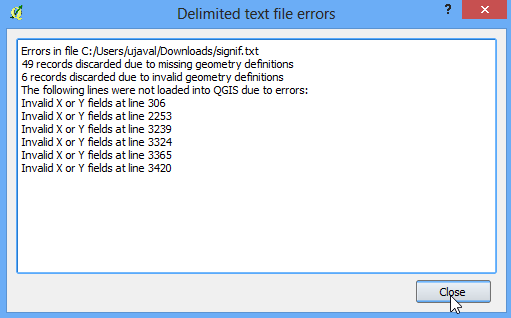 Delimited text file errors
? ×
Errors in file C:/Users/ujaval/Downloads/signif.txt
49 records discarded due to missing geometry definitions
6 records discarded due to invalid geometry definitions
The following lines were not loaded into QGIS due to errors:
Invalid X or Y fields at line 306
Invalid X or Y fields at line 2253
Invalid X or Y fields at line 3239
Invalid X or Y fields at line 3324
Invalid X or Y fields at line 3365
Invalid X or Y fields at line 3420
Close